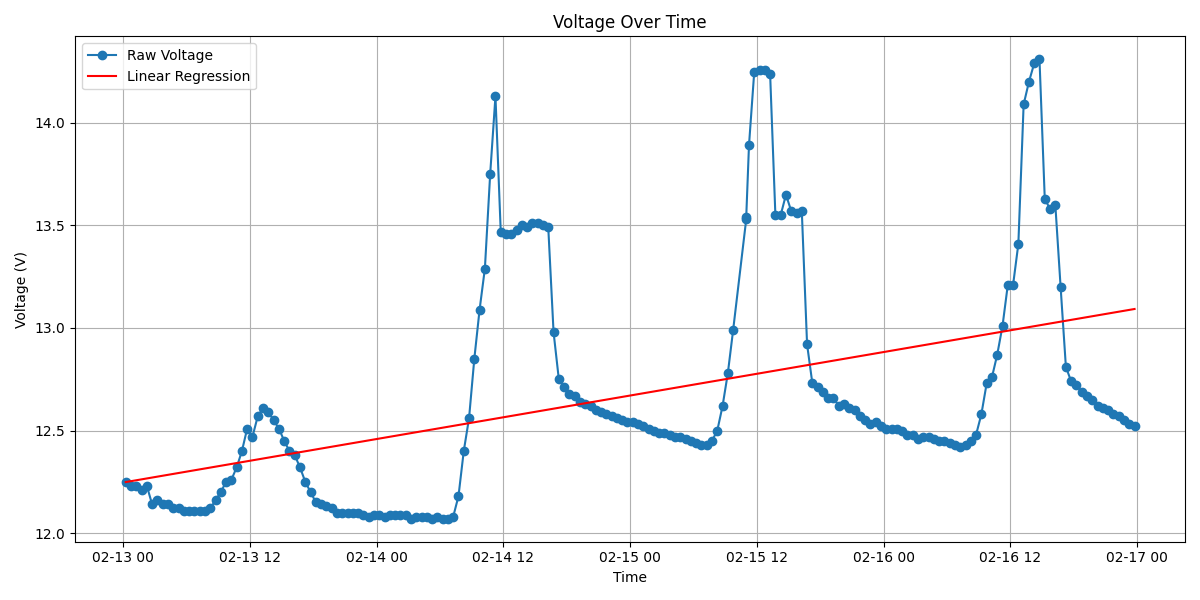 Voltage Over Time
Raw Voltage
Linear Regression
Voltage (V)
14.0
13.5
13.0
12.5
12.0
02-13 00
02-13 12
02-14 00
02-14 12
02-15 00
02-15 12
02-16 00
02-16 12
02-17 00
Time